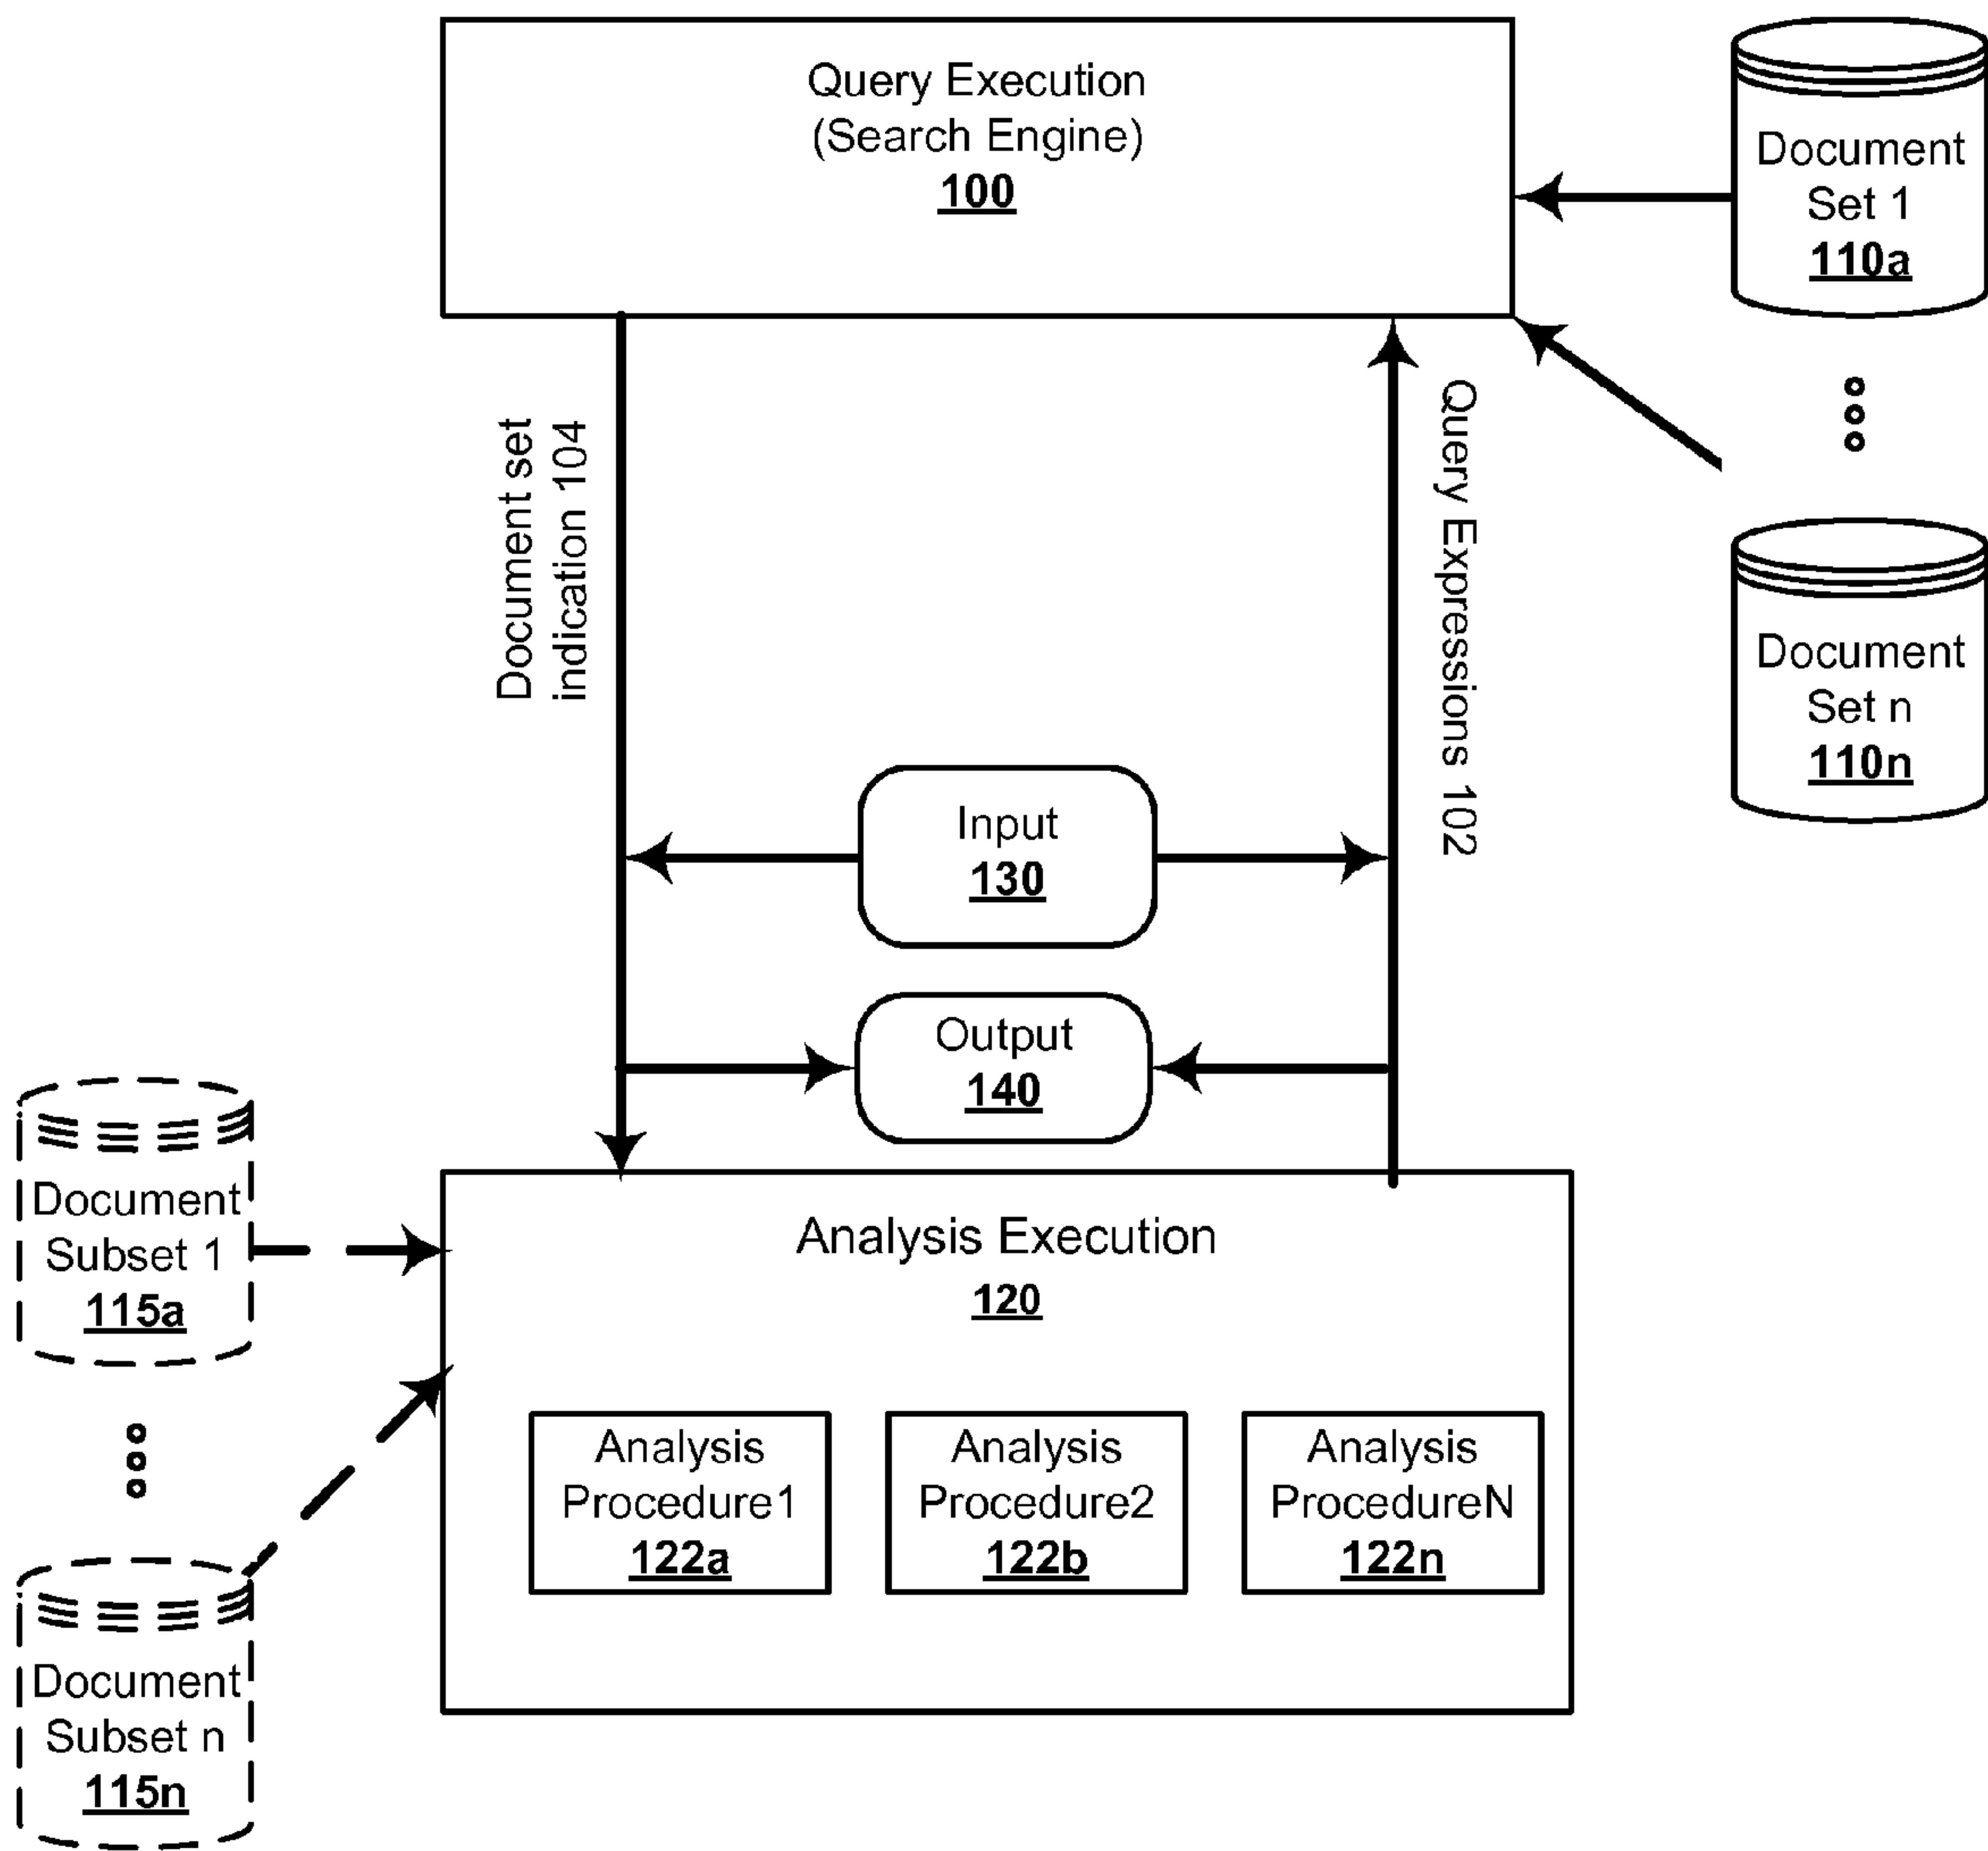 Query Execution
(Search Engine)
100
Document
Set 1
110a
Document set
indication 104
Query Expressions 102
Document
Set n
110n
Input
130
Output
140
Document
Subset 1
115a
Analysis Execution
120
Analysis
Procedure1
122a
Analysis
Procedure2
122b
Analysis
ProcedureN
122n
Document
Subset n
115n